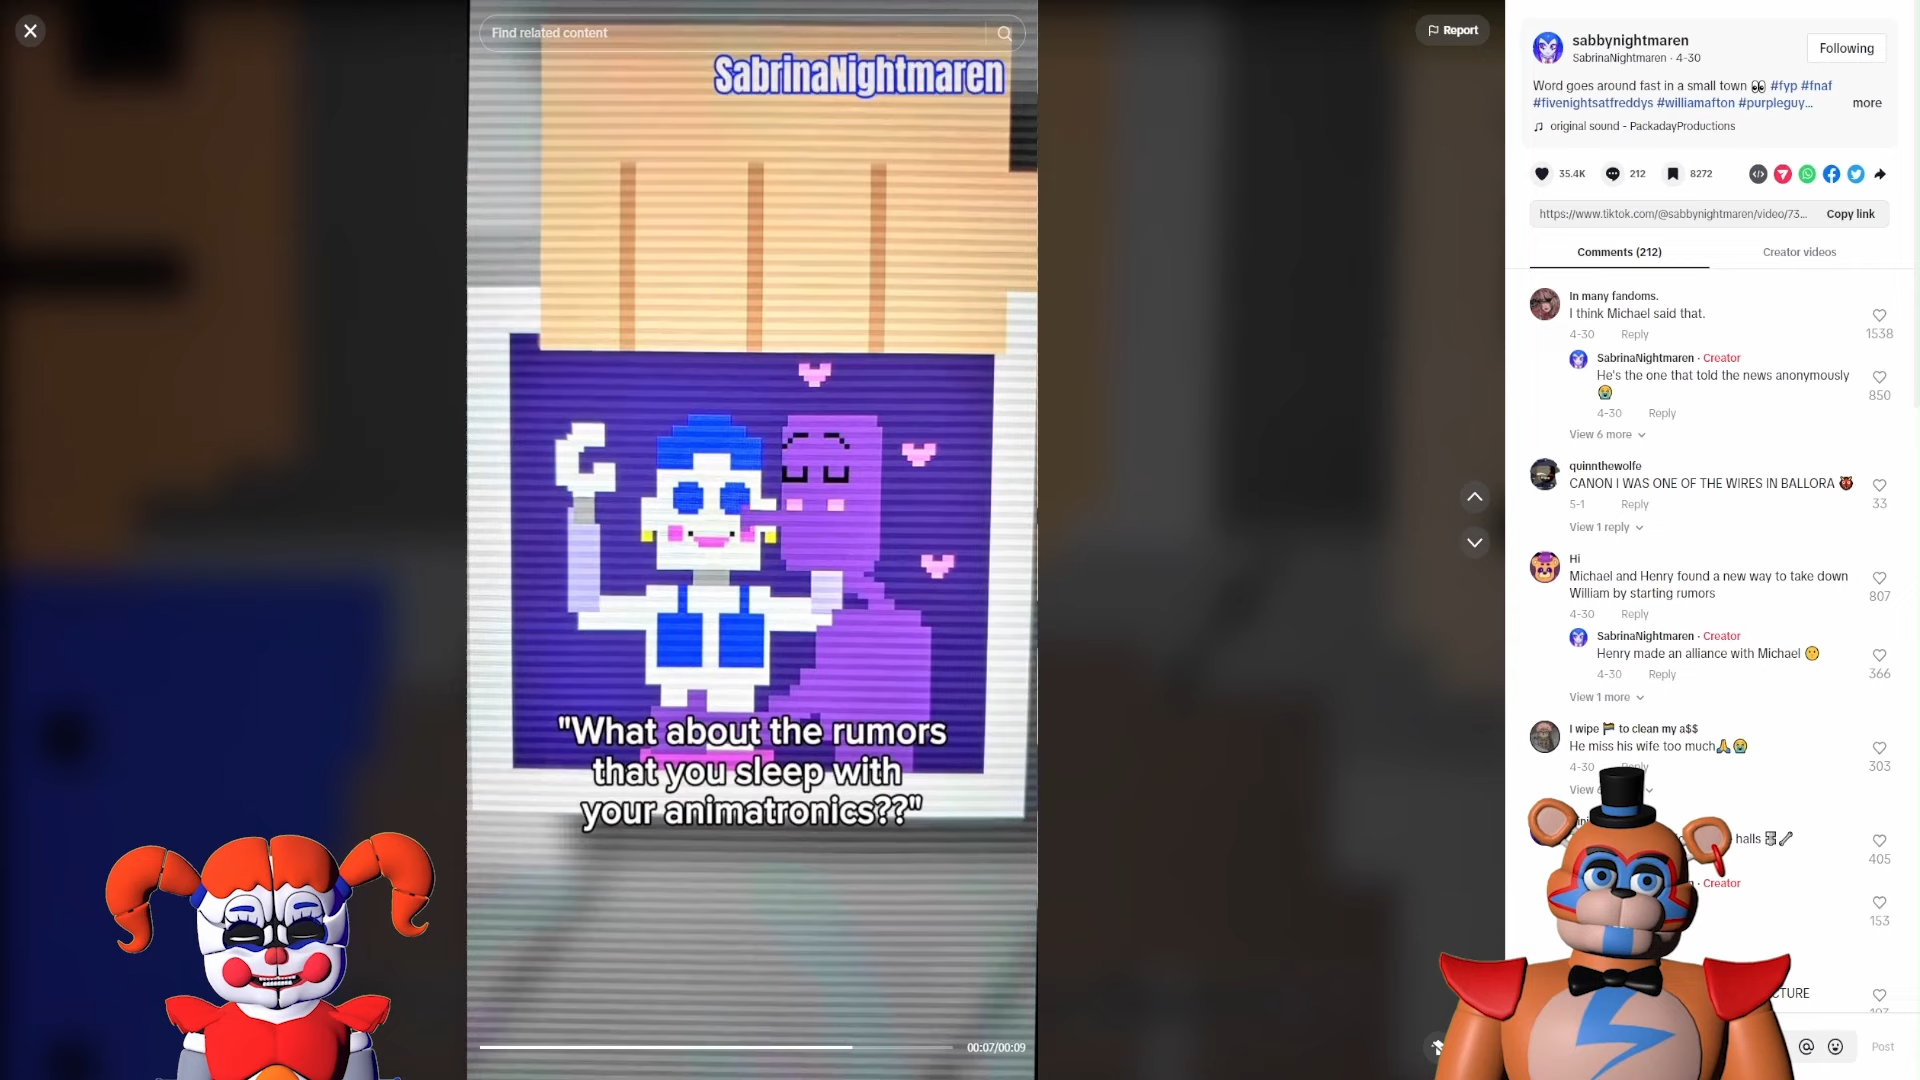 Find related content
Report
SabrinaNightmaren
"What about the rumors
that you sleep with
your animatronics??"
00:07/00:09
sabbynightmaren
SabrinaNightmaren · 4-30
Following
Word goes around fast in a small town 👀 #fyp #fnaf
#fivenightsatfreddys #williamafton #purpleguy...
more
original sound - PackadayProductions
35.4K
212
8272
https://www.tiktok.com/@sabbynightmaren/video/73...
Copy link
Comments (212)
Creator videos
In many fandoms.
I think Michael said that.
4-30 Reply
1538
SabrinaNightmaren · Creator
He's the one that told the news anonymously
😭
850
4-30 Reply
View 6 more
quinnthewolfe
CANON I WAS ONE OF THE WIRES IN BALLORA 👹
33
5-1 Reply
View 1 reply
Hi
Michael and Henry found a new way to take down
William by starting rumors
807
4-30 Reply
SabrinaNightmaren · Creator
Henry made an alliance with Michael
366
4-30 Reply
View 1 more
I wipe to clean my a$$
He miss his wife too much🙏😭
303
4-30 Reply
View
halls
405
· Creator
153
CTURE
Post